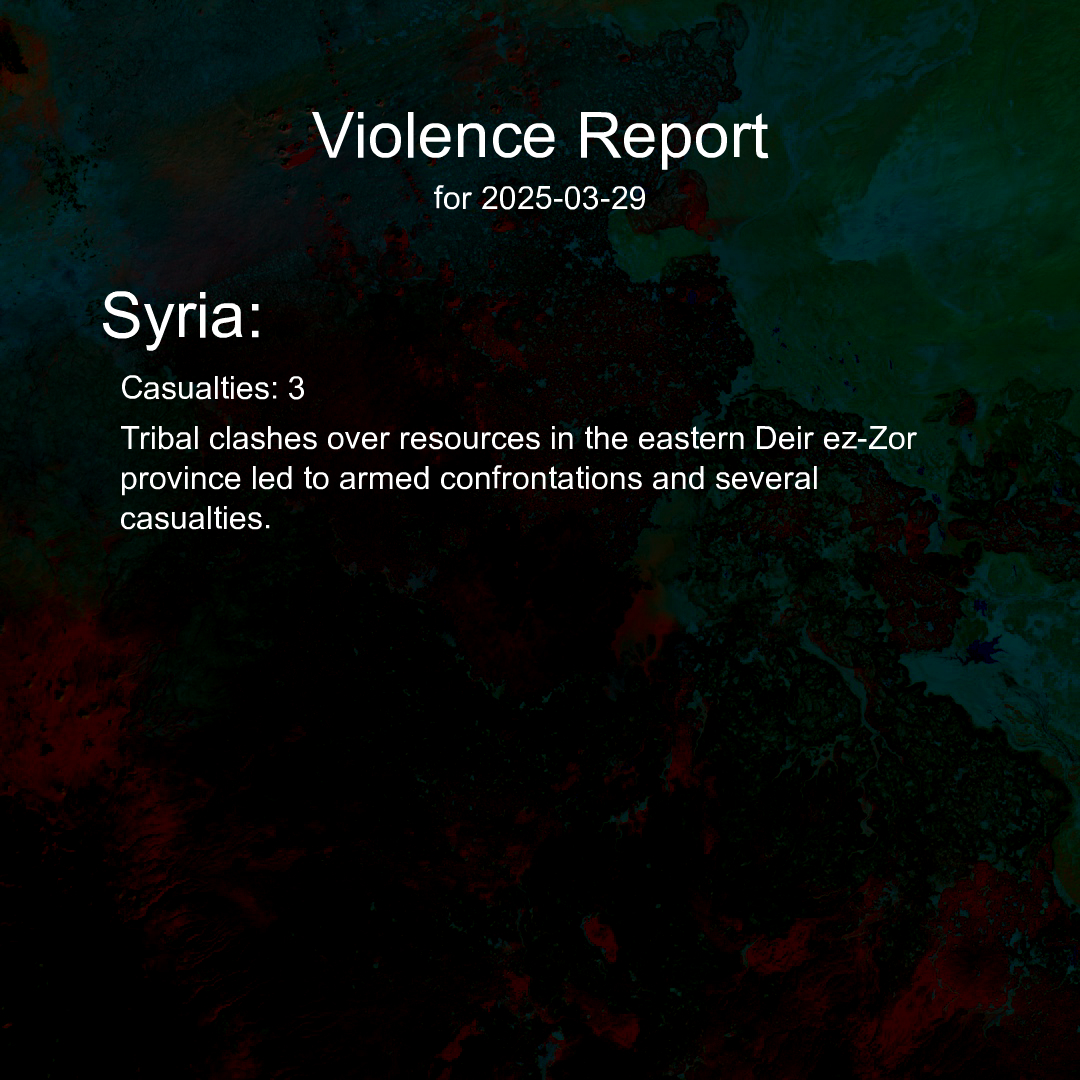 Violence Report
for 2025-03-29
Syria:
Casualties: 3
Tribal clashes over resources in the eastern Deir ez-Zor
province led to armed confrontations and several
casualties.